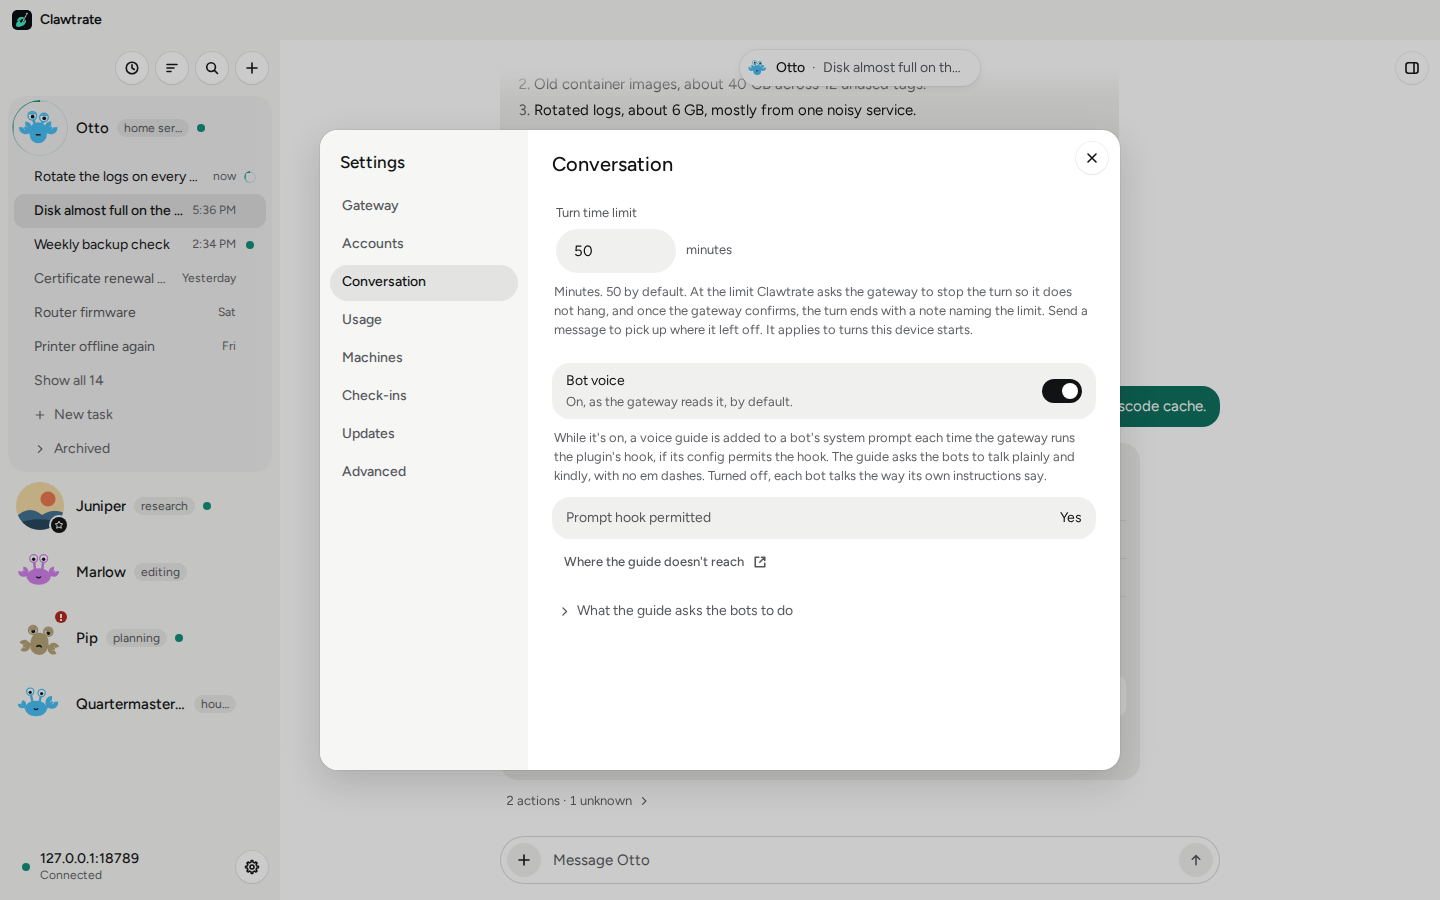 Clawtrate
Otto · Disk almost full on th...
Otto home ser...
Rotate the logs on every ... now
Disk almost full on the ... 5:36 PM
Weekly backup check 2:34 PM
Certificate renewal ... Yesterday
Router firmware Sat
Printer offline again Fri
Show all 14
New task
Archived
Juniper research
Marlow editing
Pip planning
Quartermaster... hou...
127.0.0.1:18789
Connected
2. Old container images, about 40 GB across 12 unused tags.
3. Rotated logs, about 6 GB, mostly from one noisy service.
Settings
Gateway
Accounts
Conversation
Usage
Machines
Check-ins
Updates
Advanced
Conversation
Turn time limit
50 minutes
Minutes. 50 by default. At the limit Clawtrate asks the gateway to stop the turn so it does
not hang, and once the gateway confirms, the turn ends with a note naming the limit. Send a
message to pick up where it left off. It applies to turns this device starts.
Bot voice
On, as the gateway reads it, by default.
While it's on, a voice guide is added to a bot's system prompt each time the gateway runs
the plugin's hook, if its config permits the hook. The guide asks the bots to talk plainly and
kindly, with no em dashes. Turned off, each bot talks the way its own instructions say.
Prompt hook permitted Yes
Where the guide doesn't reach
What the guide asks the bots to do
scode cache.
2 actions · 1 unknown
Message Otto